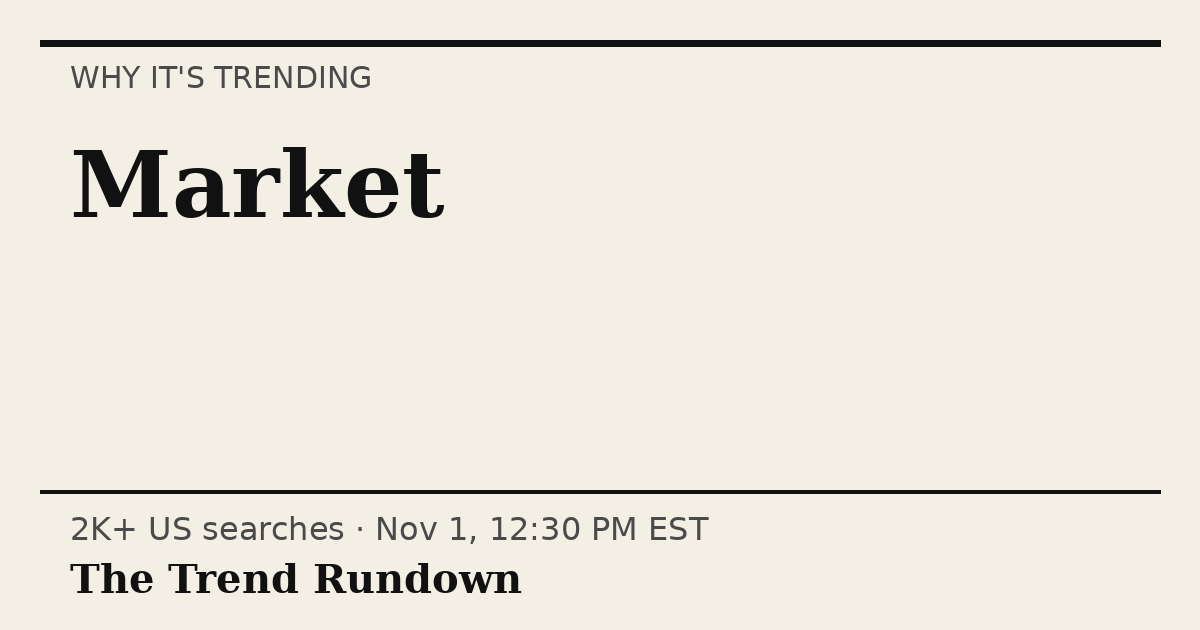 WHY IT'S TRENDING
Market
2K+ US searches · Nov 1, 12:30 PM EST
The Trend Rundown